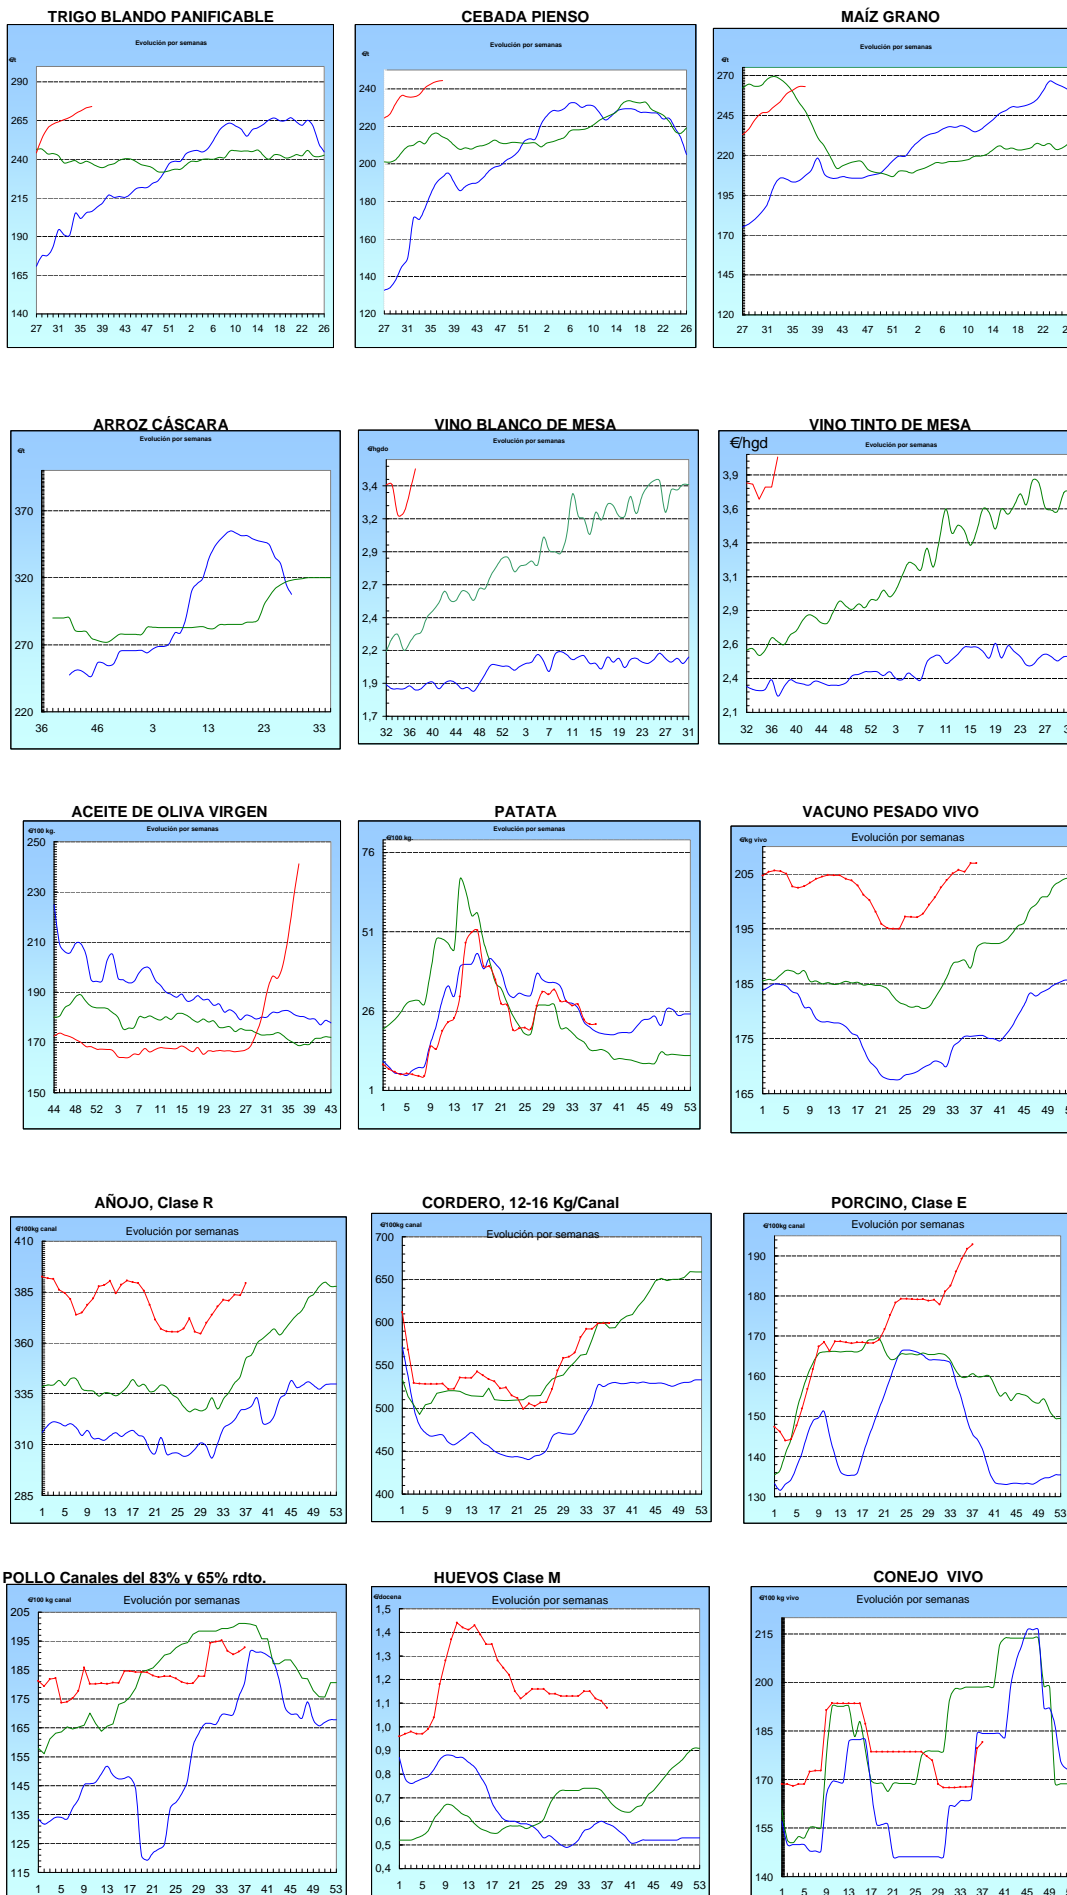 TRIGO BLANDO PANIFICABLE
Evolución por semanas
€/t
290
265
240
215
190
165
140
27 31 35 39 43 47 51 2 6 10 14 18 22 26
CEBADA PIENSO
Evolución por semanas
€/t
240
220
200
180
160
140
120
27 31 35 39 43 47 51 2 6 10 14 18 22 26
MAÍZ GRANO
Evolución por semanas
€/t
270
245
220
195
170
145
120
27 31 35 39 43 47 51 2 6 10 14 18 22
ARROZ CÁSCARA
Evolución por semanas
€/t
370
320
270
220
36 46 3 13 23 33
VINO BLANCO DE MESA
Evolución por semanas
€/hgdo
3,4
3,2
2,9
2,7
2,4
2,2
1,9
1,7
32 36 40 44 48 52 3 7 11 15 19 23 27 31
VINO TINTO DE MESA
€/hgd
Evolución por semanas
3,9
3,6
3,4
3,1
2,9
2,6
2,4
2,1
32 36 40 44 48 52 3 7 11 15 19 23 27
ACEITE DE OLIVA VIRGEN
Evolución por semanas
€/100 kg.
250
230
210
190
170
150
44 48 52 3 7 11 15 19 23 27 31 35 39 43
PATATA
Evolución por semanas
€/100 kg.
76
51
26
1
1 5 9 13 17 21 25 29 33 37 41 45 49 53
VACUNO PESADO VIVO
Evolución por semanas
€/kg vivo
205
195
185
175
165
1 5 9 13 17 21 25 29 33 37 41 45 49
AÑOJO, Clase R
€/100kg canal
Evolución por semanas
410
385
360
335
310
285
1 5 9 13 17 21 25 29 33 37 41 45 49 53
CORDERO, 12-16 Kg/Canal
€/100kg canal
Evolución por semanas
700
650
600
550
500
450
400
1 5 9 13 17 21 25 29 33 37 41 45 49 53
PORCINO, Clase E
€/100kg canal
Evolución por semanas
190
180
170
160
150
140
130
1 5 9 13 17 21 25 29 33 37 41 45 49 53
POLLO Canales del 83% y 65% rdto.
€/100 kg canal
Evolución por semanas
205
195
185
175
165
155
145
135
125
115
1 5 9 13 17 21 25 29 33 37 41 45 49 53
HUEVOS Clase M
€/docena
Evolución por semanas
1,5
1,4
1,3
1,2
1,1
1,0
0,9
0,8
0,7
0,6
0,5
0,4
1 5 9 13 17 21 25 29 33 37 41 45 49 53
CONEJO VIVO
€/100 kg vivo
Evolución por semanas
215
200
185
170
155
140
1 5 9 13 17 21 25 29 33 37 41 45 49